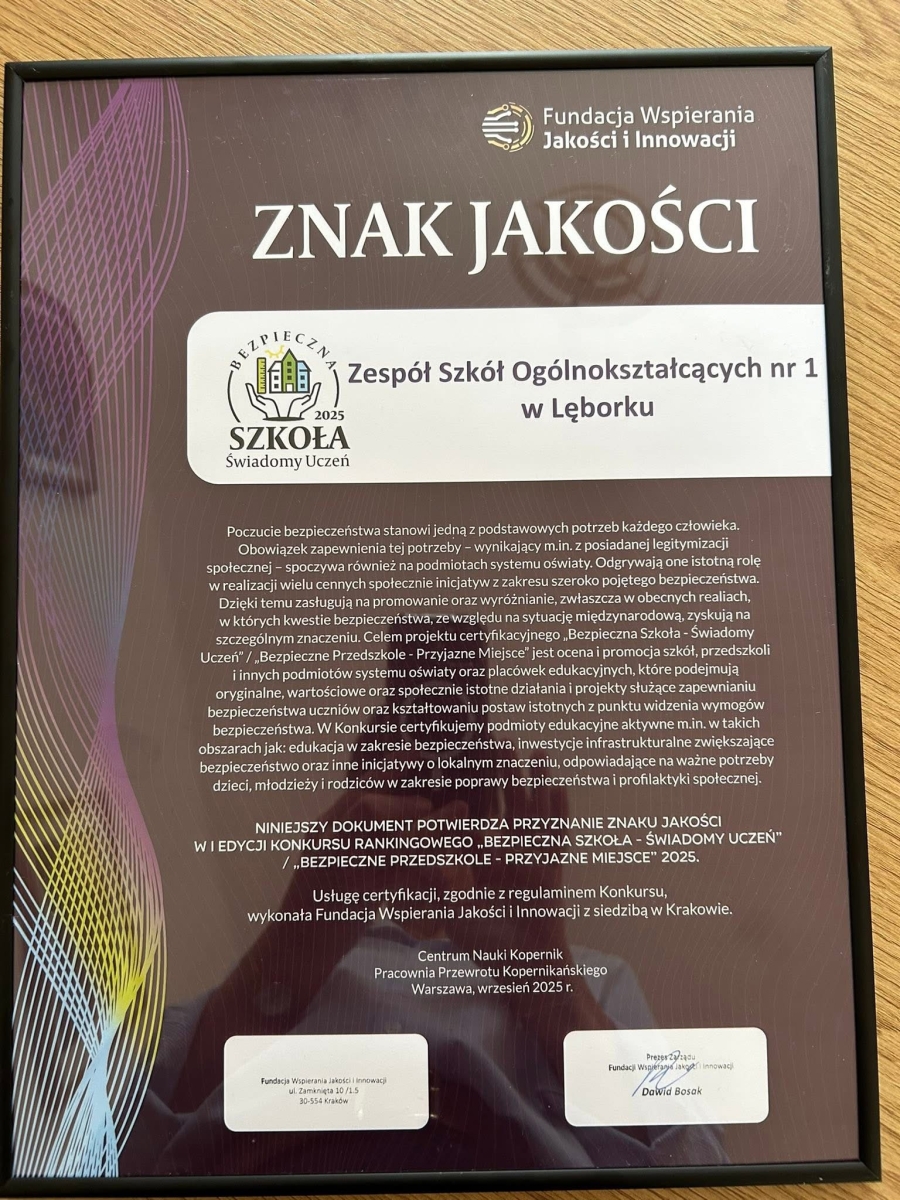 Fundacja Wspierania
Jakości i Innowacji
ZNAK JAKOŚCI
BEZPIECZNA
2025
SZKOŁA
Świadomy Uczeń
Zespół Szkół Ogólnokształcących nr 1
w Lęborku
Poczucie bezpieczeństwa stanowi jedną z podstawowych potrzeb każdego człowieka.
Obowiązek zapewnienia tej potrzeby – wynikający m.in. z posiadanej legitymizacji
społecznej – spoczywa również na podmiotach systemu oświaty. Odgrywają one istotną rolę
w realizacji wielu cennych społecznie inicjatyw z zakresu szeroko pojętego bezpieczeństwa.
Dzięki temu zasługują na promowanie oraz wyróżnianie, zwłaszcza w obecnych realiach,
w których kwestie bezpieczeństwa, ze względu na sytuację międzynarodową, zyskują na
szczególnym znaczeniu. Celem projektu certyfikacyjnego „Bezpieczna Szkoła - Świadomy
Uczeń” / „Bezpieczne Przedszkole - Przyjazne Miejsce” jest ocena i promocja szkół, przedszkoli
i innych podmiotów systemu oświaty oraz placówek edukacyjnych, które podejmują
oryginalne, wartościowe oraz społecznie istotne działania i projekty służące zapewnianiu
bezpieczeństwa uczniów oraz kształtowaniu postaw istotnych z punktu widzenia wymogów
bezpieczeństwa. W Konkursie certyfikujemy podmioty edukacyjne aktywne m.in. w takich
obszarach jak: edukacja w zakresie bezpieczeństwa, inwestycje infrastrukturalne zwiększające
bezpieczeństwo oraz inne inicjatywy o lokalnym znaczeniu, odpowiadające na ważne potrzeby
dzieci, młodzieży i rodziców w zakresie poprawy bezpieczeństwa i profilaktyki społecznej.
NINIEJSZY DOKUMENT POTWIERDZA PRZYZNANIE ZNAKU JAKOŚCI
W I EDYCJI KONKURSU RANKINGOWEGO „BEZPIECZNA SZKOŁA - ŚWIADOMY UCZEŃ”
/ „BEZPIECZNE PRZEDSZKOLE - PRZYJAZNE MIEJSCE” 2025.
Usługę certyfikacji, zgodnie z regulaminem Konkursu,
wykonała Fundacja Wspierania Jakości i Innowacji z siedzibą w Krakowie.
Centrum Nauki Kopernik
Pracownia Przewrotu Kopernikańskiego
Warszawa, wrzesień 2025 r.
Fundacja Wspierania Jakości i Innowacji
ul. Zamknięta 10 /1.5
30-554 Kraków
Prezes Zarządu
Fundacji Wspierania Jakości i Innowacji
Dawid Bosak